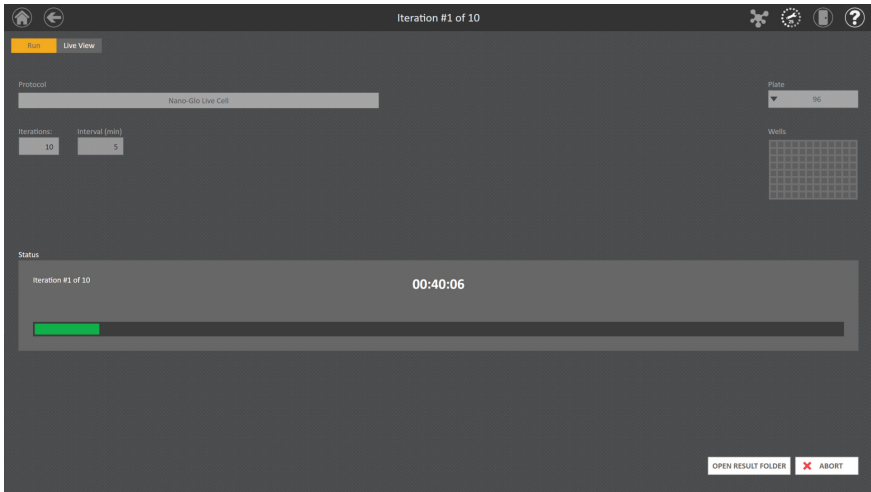 Iteration #1 of 10
25
?
Run
Live View
Protocol
Nano-Glo Live Cell
Plate
96
Iterations:
Interval (min)
10
5
Wells
Status
Iteration #1 of 10
00:40:06
OPEN RESULT FOLDER
ABORT